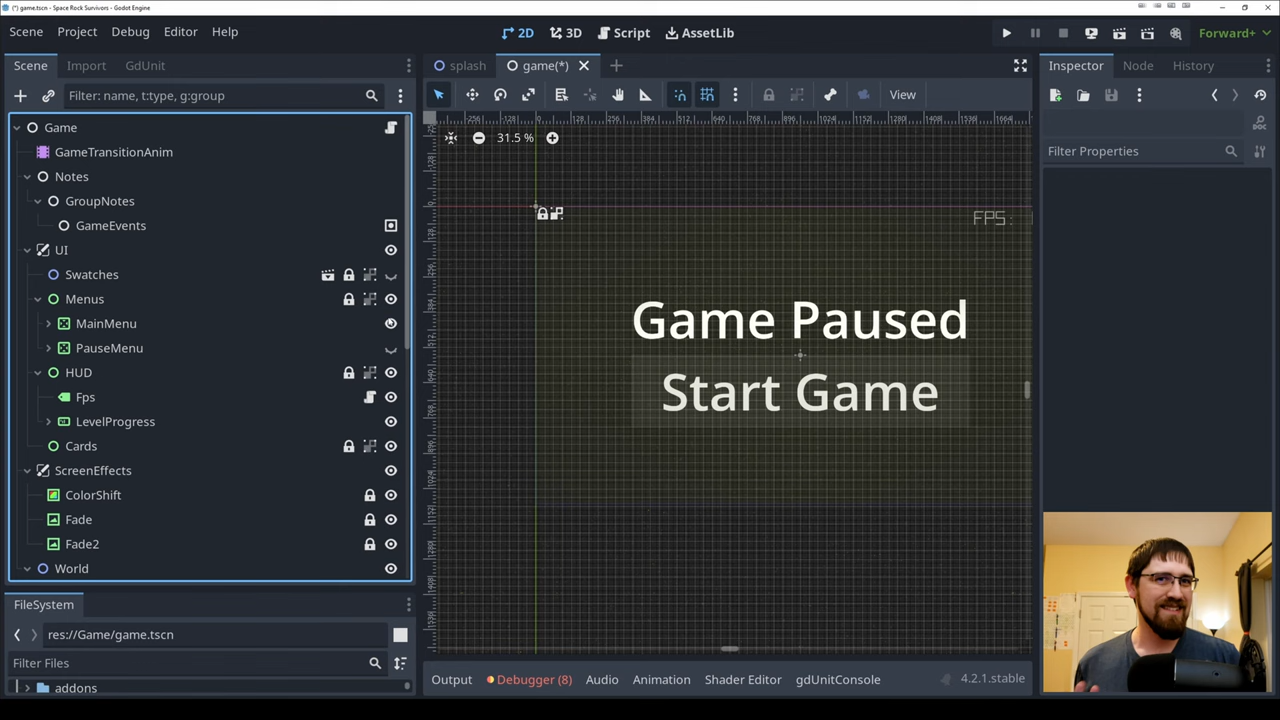 (*) game.tscn - Space Rock Survivors - Godot Engine
Scene Project Debug Editor Help
2D 3D Script AssetLib
Forward+
Scene Import GdUnit
Filter: name, t:type, g:group
Game
GameTransitionAnim
Notes
GroupNotes
GameEvents
UI
Swatches
Menus
MainMenu
PauseMenu
HUD
Fps
LevelProgress
Cards
ScreenEffects
ColorShift
Fade
Fade2
World
FileSystem
res://Game/game.tscn
Filter Files
addons
splash game(*)
View
31.5 %
FPS:
Game Paused
Start Game
Output Debugger (8) Audio Animation Shader Editor gdUnitConsole 4.2.1.stable
Inspector Node History
Filter Properties